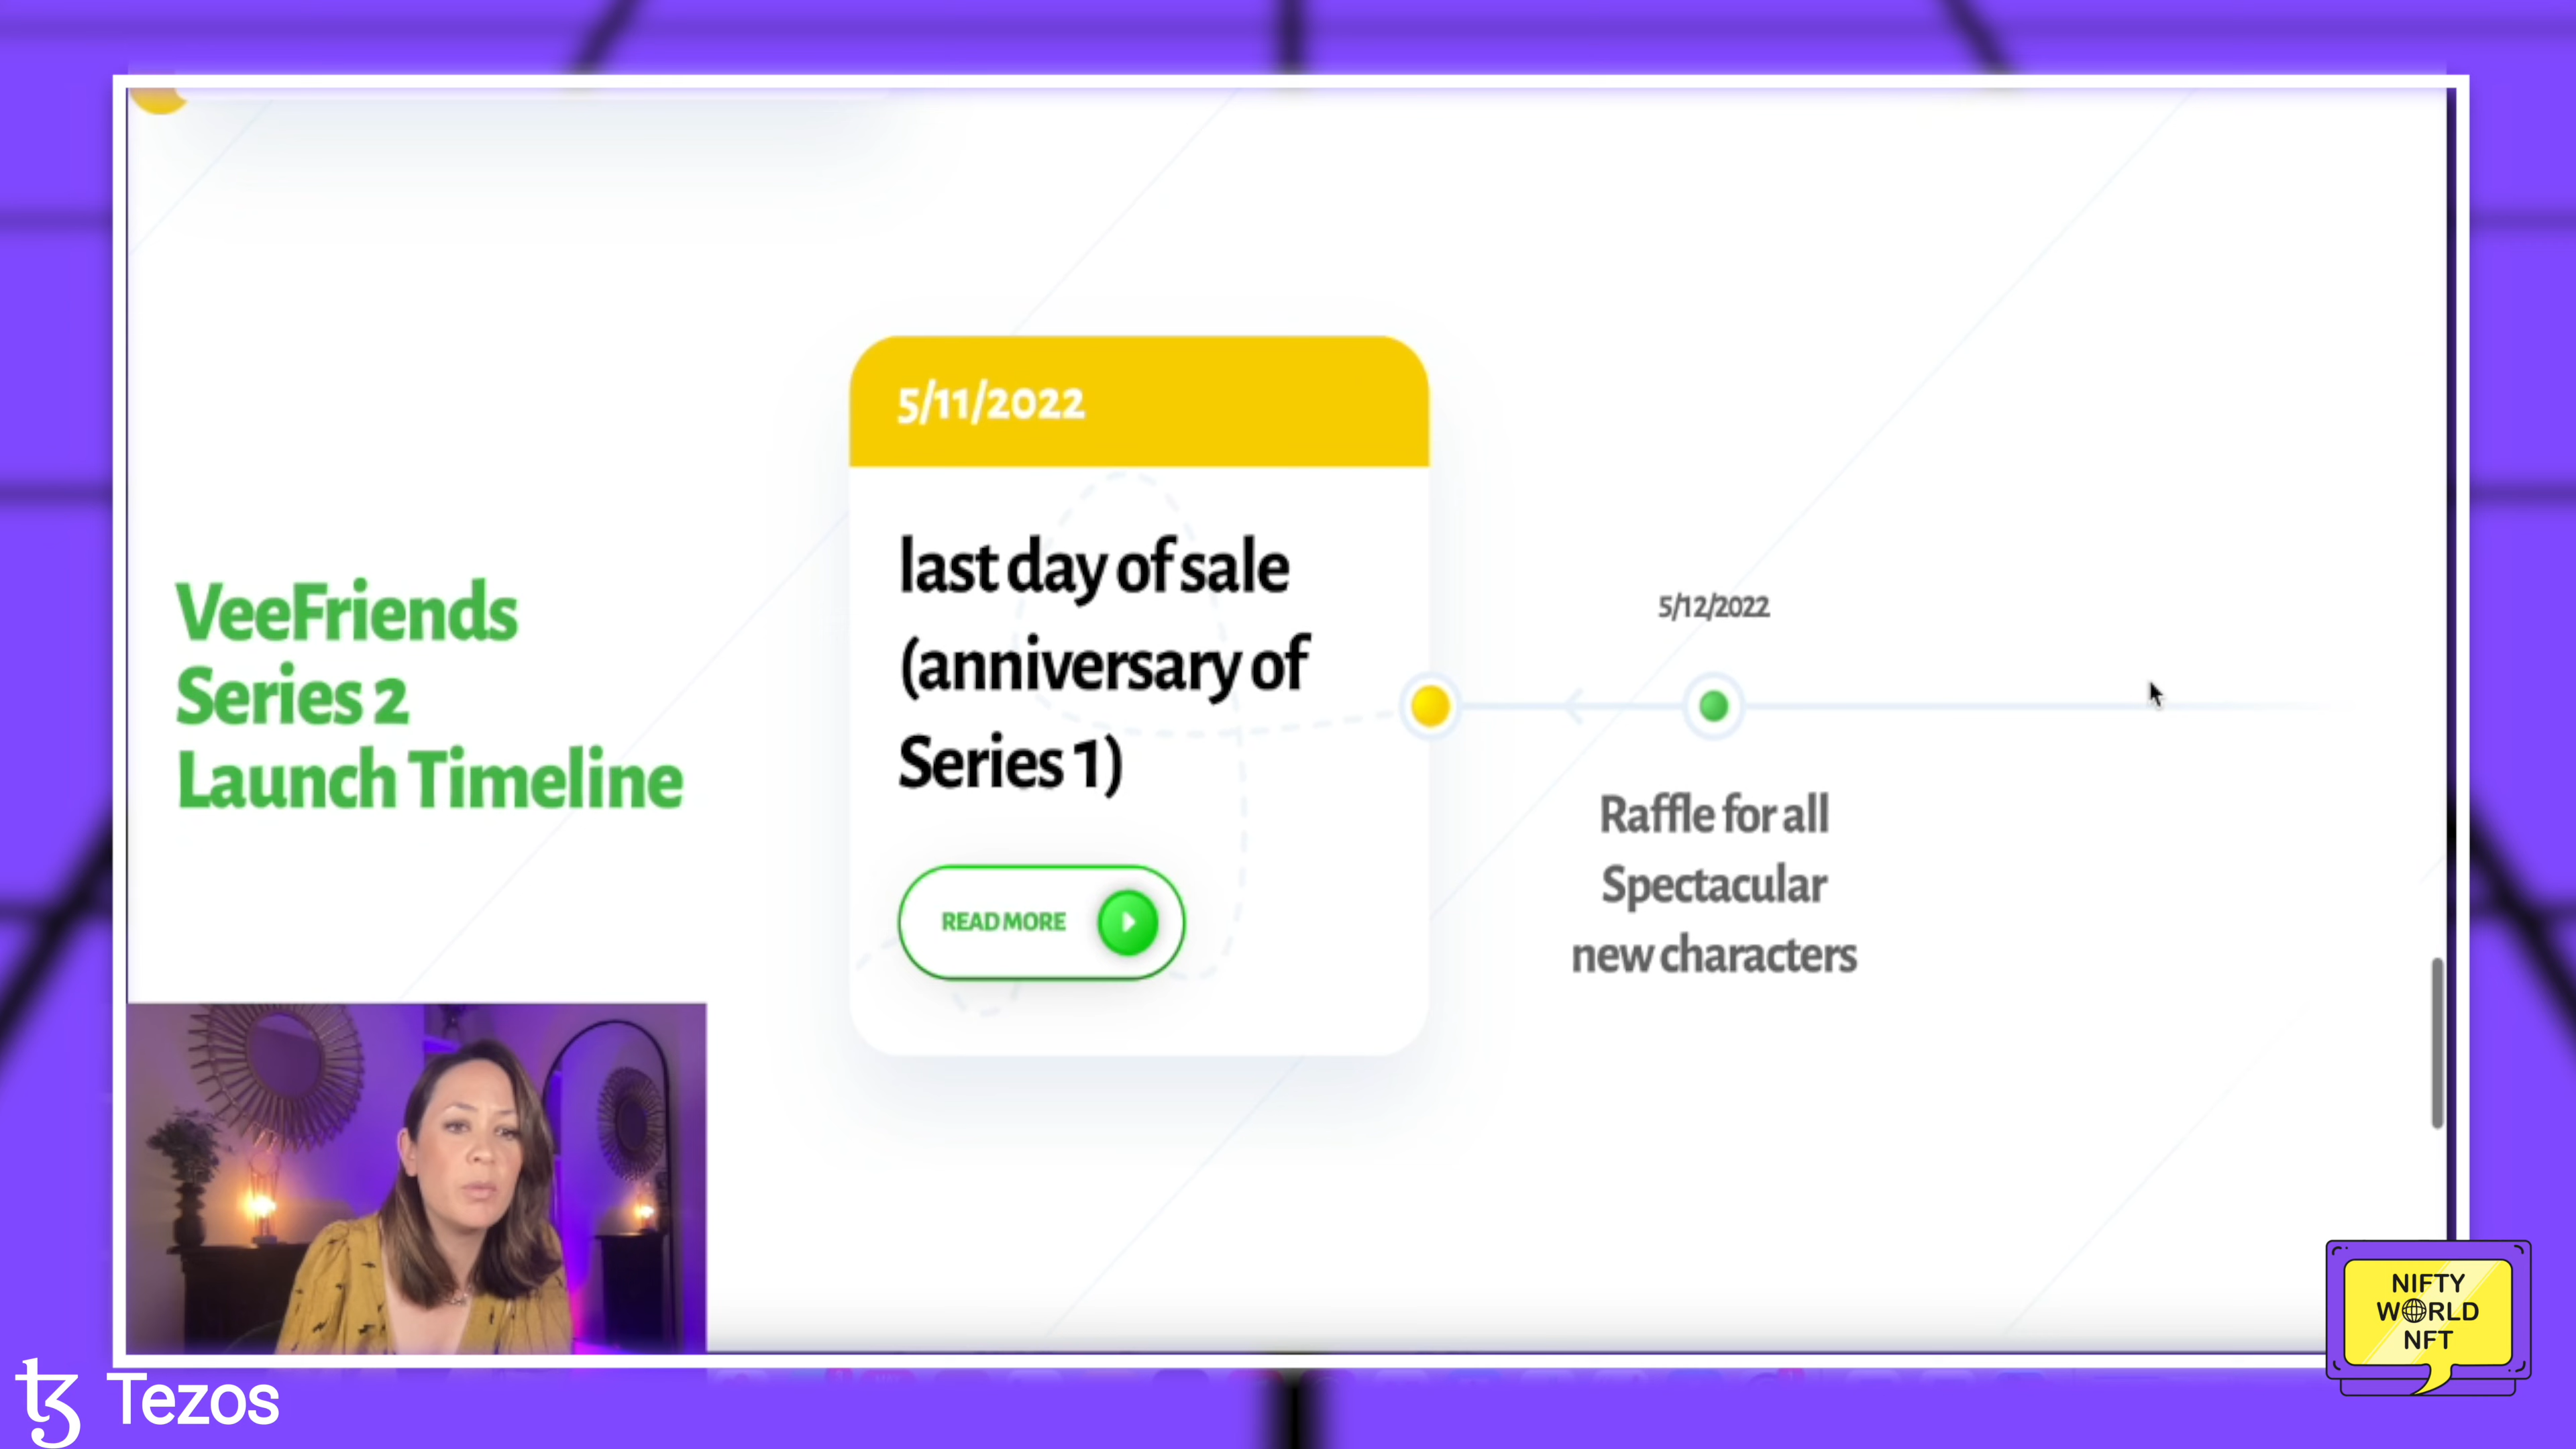 VeeFriends
Series 2
Launch Timeline
5/11/2022
last day of sale
(anniversary of
Series 1)
READ MORE
5/12/2022
Raffle for all
Spectacular
new characters
Tezos
NIFTY
WORLD
NFT